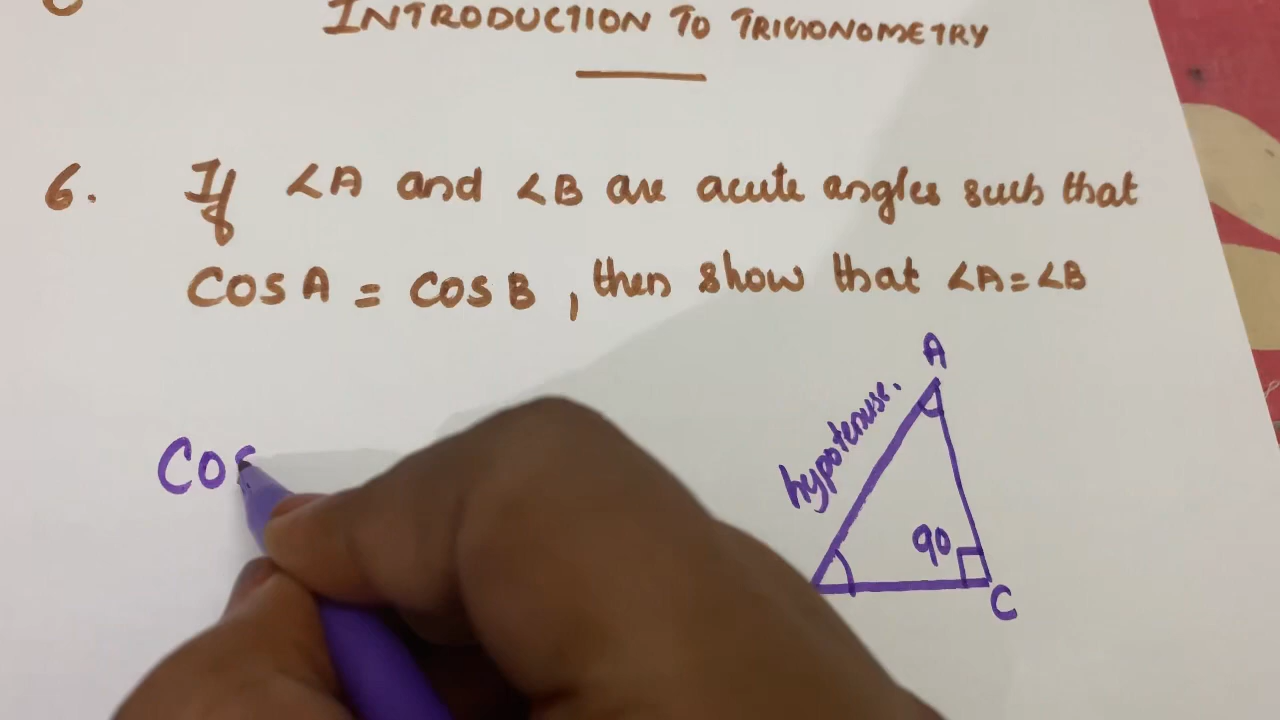 INTRODUCTION TO TRIGONOMETRY
6. If ∠A and ∠B are acute angles such that
COS A = COS B, then show that ∠A = ∠B
A
hypotenuse.
90
C
Cos